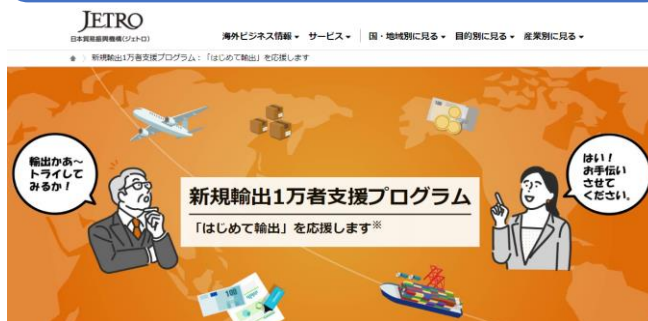 JETRO
日本貿易振興機構(ジェトロ)
海外ビジネス情報▾ サービス▾ 国・地域別に見る▾ 目的別に見る▾ 産業別に見る▾
新規輸出1万者支援プログラム:「はじめて輸出」を応援します
輸出かあ〜
トライして
みるか!
はい!
お手伝い
させて
ください。
新規輸出1万者支援プログラム
「はじめて輸出」を応援します※
100